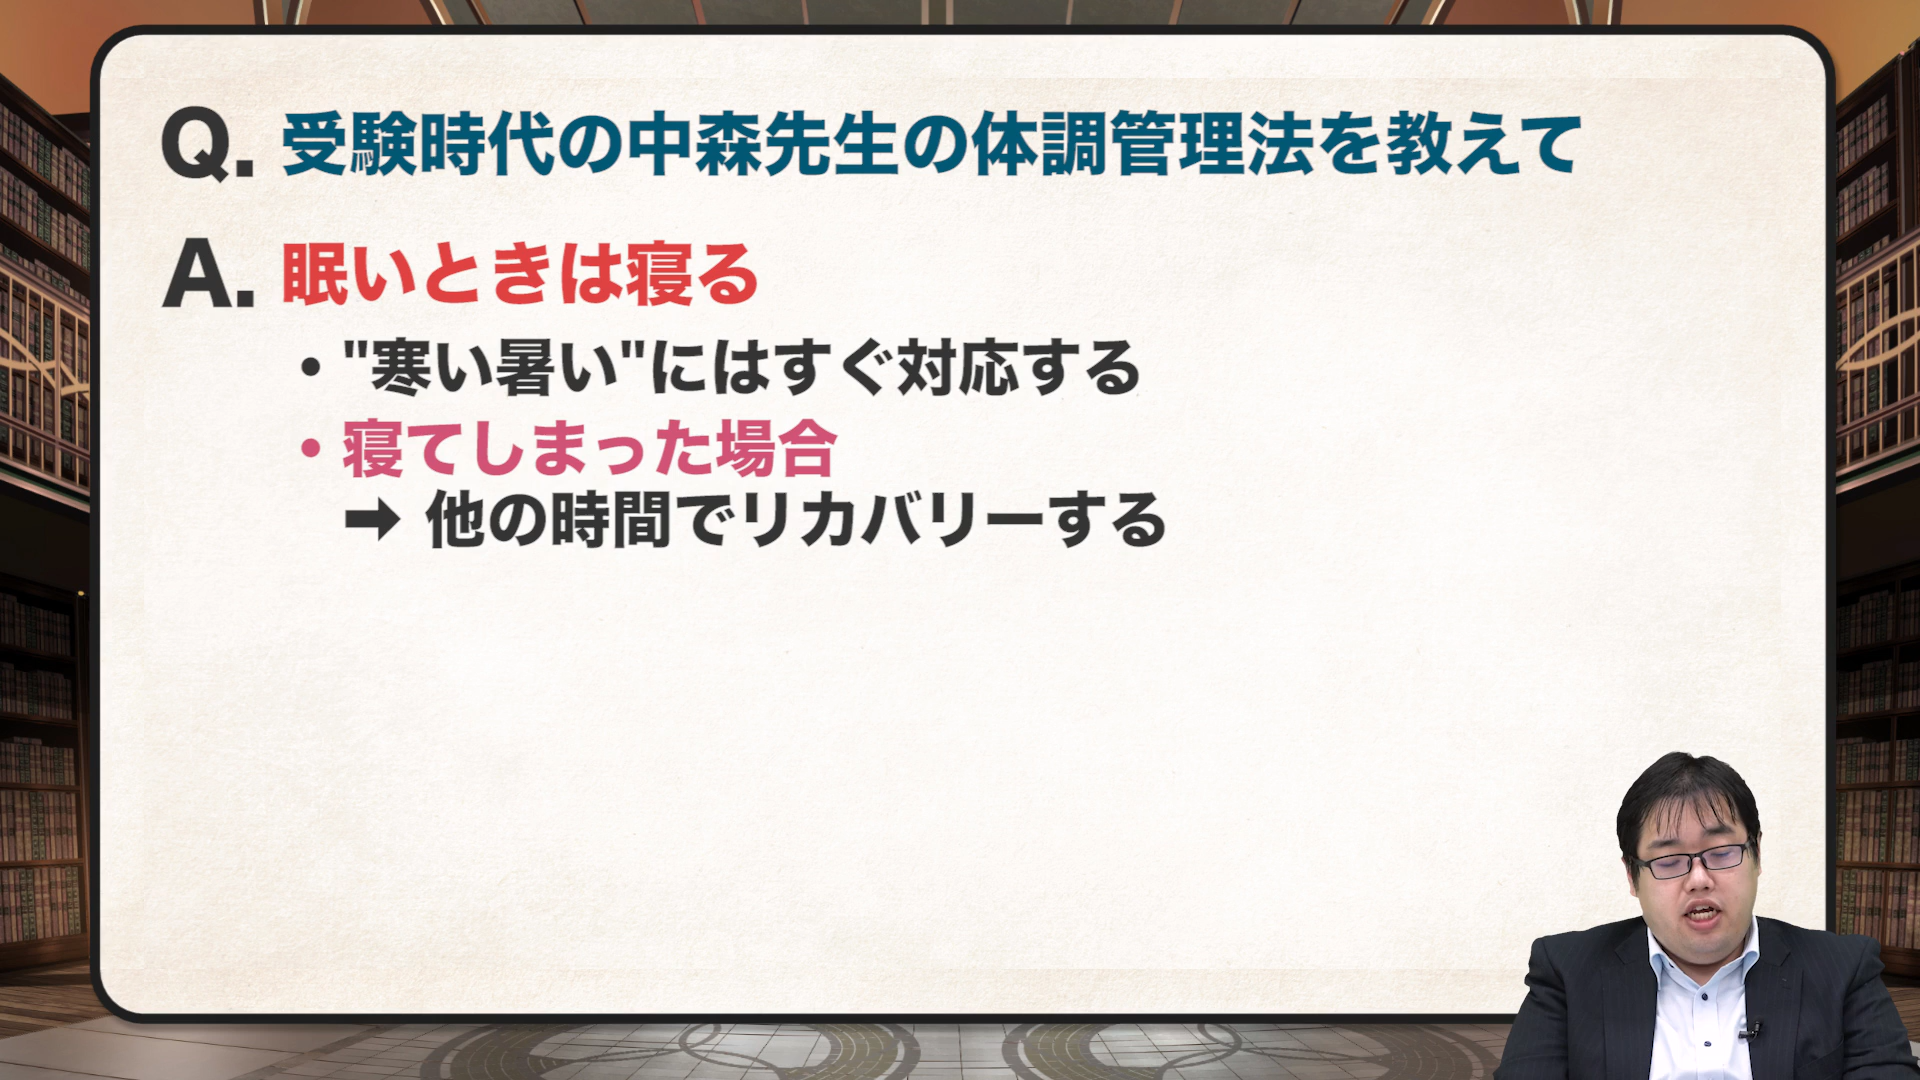 Q. 受験時代の中森先生の体調管理法を教えて
A. 眠いときは寝る
・"寒い暑い"にはすぐ対応する
・寝てしまった場合
➡ 他の時間でリカバリーする